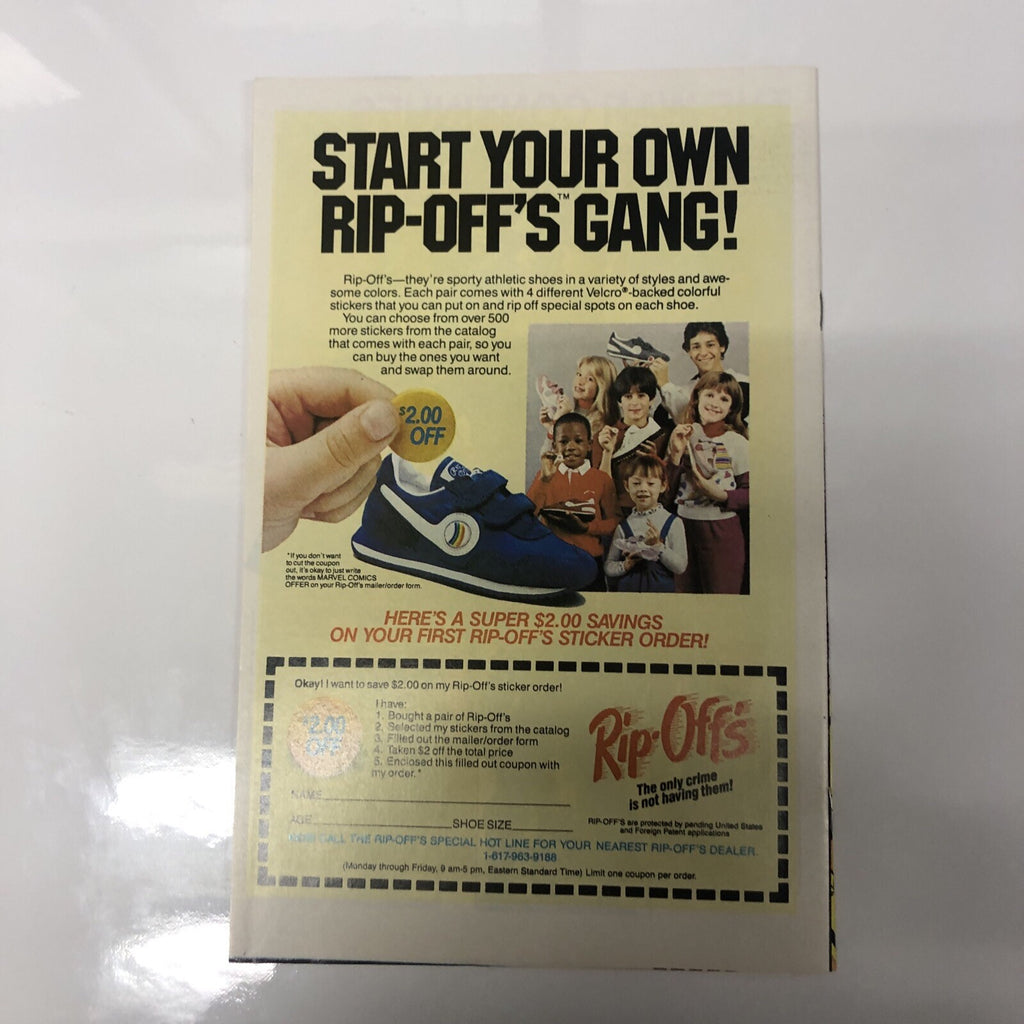 START YOUR OWN
RIP-OFF'S™ GANG!
Rip-Off's—they're sporty athletic shoes in a variety of styles and awe-
some colors. Each pair comes with 4 different Velcro®-backed colorful
stickers that you can put on and rip off special spots on each shoe.
You can choose from over 500
more stickers from the catalog
that comes with each pair, so you
can buy the ones you want
and swap them around.
$2.00
OFF
*If you don't want
to cut the coupon
out, it's okay to just write
the words MARVEL COMICS
OFFER on your Rip-Off's mailer/order form.
HERE'S A SUPER $2.00 SAVINGS
ON YOUR FIRST RIP-OFF'S STICKER ORDER!
Okay! I want to save $2.00 on my Rip-Off's sticker order!
$2.00
OFF
I have:
1. Bought a pair of Rip-Off's
2. Selected my stickers from the catalog
3. Filled out the mailer/order form
4. Taken $2 off the total price
5. Enclosed this filled out coupon with
my order.*
Rip-Off's
The only crime
is not having them!
NAME
AGE SHOE SIZE
RIP-OFF'S are protected by pending United States
and Foreign Patent applications
CALL THE RIP-OFF'S SPECIAL HOT LINE FOR YOUR NEAREST RIP-OFF'S DEALER.
1-617-963-9188
(Monday through Friday, 9 am-5 pm, Eastern Standard Time) Limit one coupon per order.